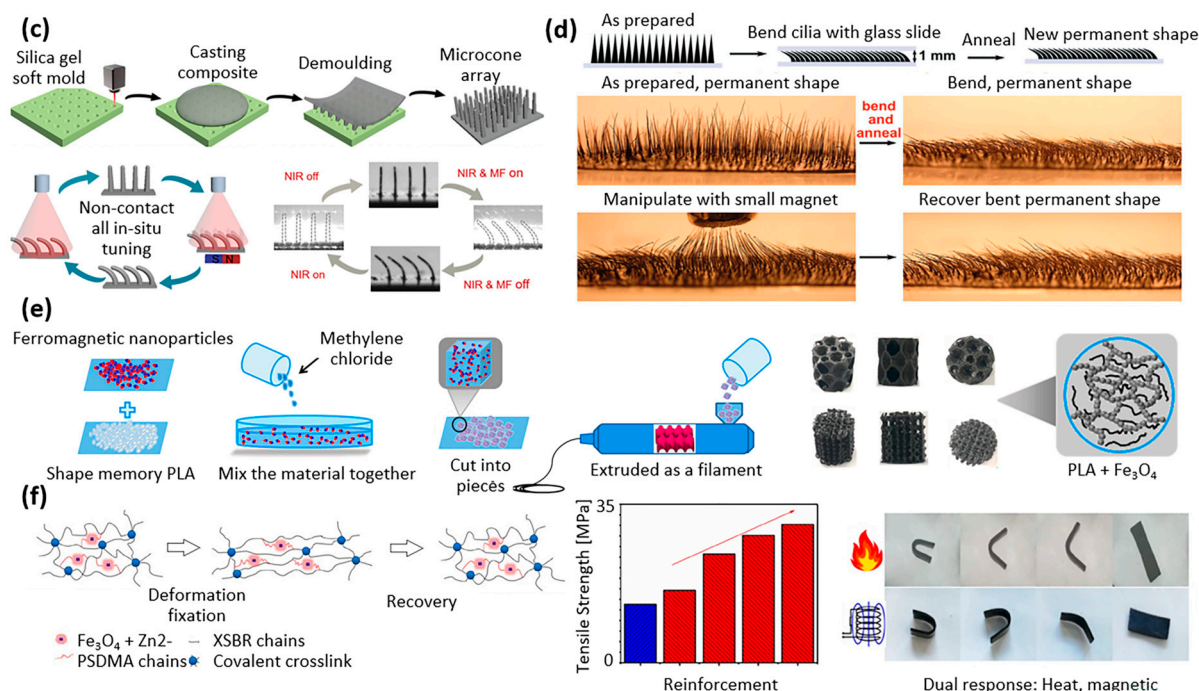 (c)
Silica gel
soft mold
Casting
composite
Demoulding
Microcone
array
Non-contact
all in-situ
tuning
S N
NIR off
NIR & MF on
NIR on
NIR & MF off
(d)
As prepared
Bend cilia with glass slide
1 mm
Anneal
New permanent shape
As prepared, permanent shape
bend
and
anneal
Bend, permanent shape
Manipulate with small magnet
Recover bent permanent shape
(e)
Ferromagnetic nanoparticles
Shape memory PLA
Methylene
chloride
Mix the material together
Cut into
pieces
Extruded as a filament
PLA + Fe₃O₄
(f)
Deformation
fixation
Recovery
Fe₃O₄ + Zn2-
XSBR chains
PSDMA chains
Covalent crosslink
Tensile Strength [MPa]
35
0
Reinforcement
Dual response: Heat, magnetic